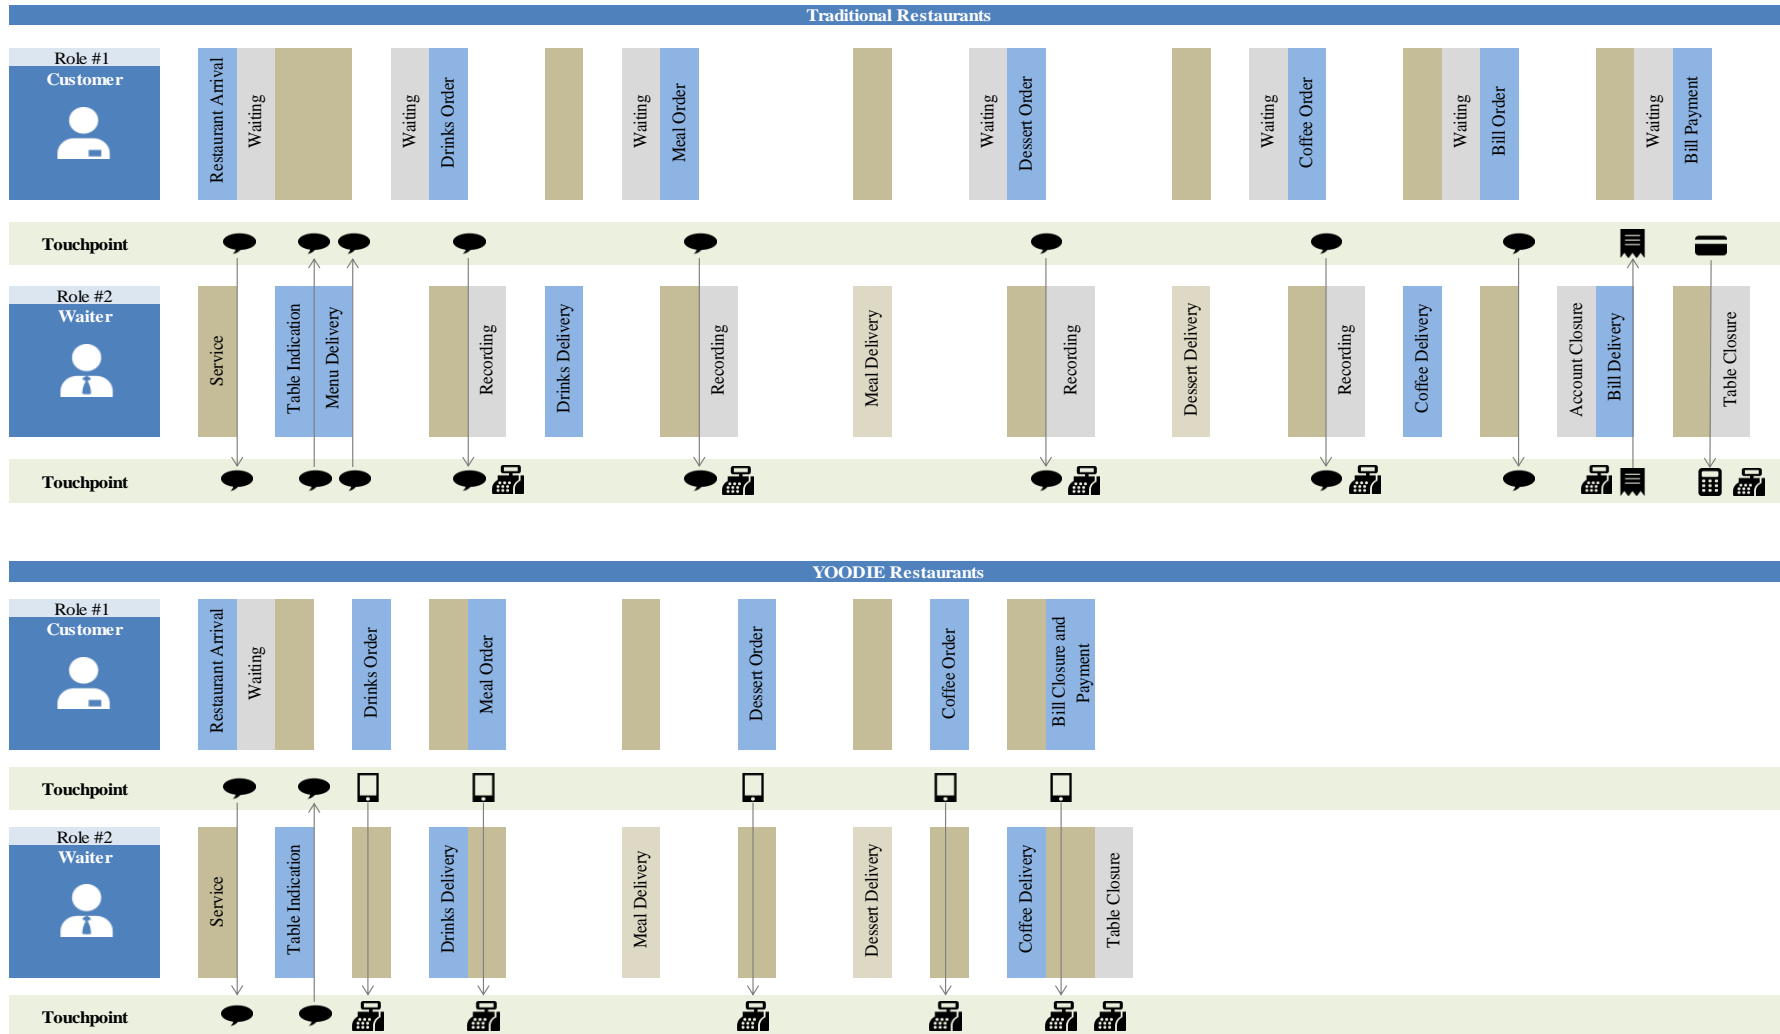 Traditional Restaurants
Role #1
Customer
Restaurant Arrival
Waiting
Waiting
Drinks Order
Waiting
Meal Order
Waiting
Dessert Order
Waiting
Coffee Order
Waiting
Bill Order
Waiting
Bill Payment
Touchpoint
Role #2
Waiter
Service
Table Indication
Menu Delivery
Recording
Drinks Delivery
Recording
Meal Delivery
Recording
Dessert Delivery
Recording
Coffee Delivery
Account Closure
Bill Delivery
Table Closure
Touchpoint
YOODIE Restaurants
Role #1
Customer
Restaurant Arrival
Waiting
Drinks Order
Meal Order
Dessert Order
Coffee Order
Bill Closure and
Payment
Touchpoint
Role #2
Waiter
Service
Table Indication
Drinks Delivery
Meal Delivery
Dessert Delivery
Coffee Delivery
Table Closure
Touchpoint